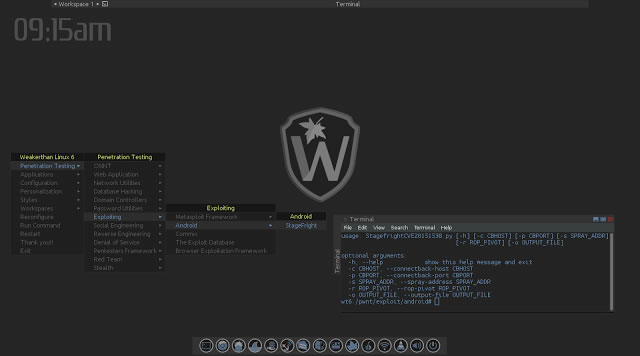 Workspace 1
Terminal
09:15am
W
Weakerthan Linux 6
Penetration Testing
Applications
Configuration
Personalization
Styles
Workspaces
Reconfigure
Run Command
Restart
Thank you!!
Exit
Penetration Testing
OSINT
Web Application
Network Utilities
Database Hacking
Domain Controllers
Password Utilities
Exploiting
Social Engineering
Reverse Engineering
Denial of Service
Pentesters Framework
Red Team
Stealth
Exploiting
Metasploit Framework
Android
Commix
The Exploit Database
Browser Exploitation Framework
Android
StageFright
Terminal
File Edit View Search Terminal Help
usage: StagefrightCVE20151538.py [-h] [-c CBHOST] [-p CBPORT] [-s SPRAY_ADDR]
[-r ROP_PIVOT] [-o OUTPUT_FILE]
optional arguments:
-h, --help show this help message and exit
-c CBHOST, --connectback-host CBHOST
-p CBPORT, --connectback-port CBPORT
-s SPRAY_ADDR, --spray-address SPRAY_ADDR
-r ROP_PIVOT, --rop-pivot ROP_PIVOT
-o OUTPUT_FILE, --output-file OUTPUT_FILE
wt6 /pwnt/exploit/android#
Terminal